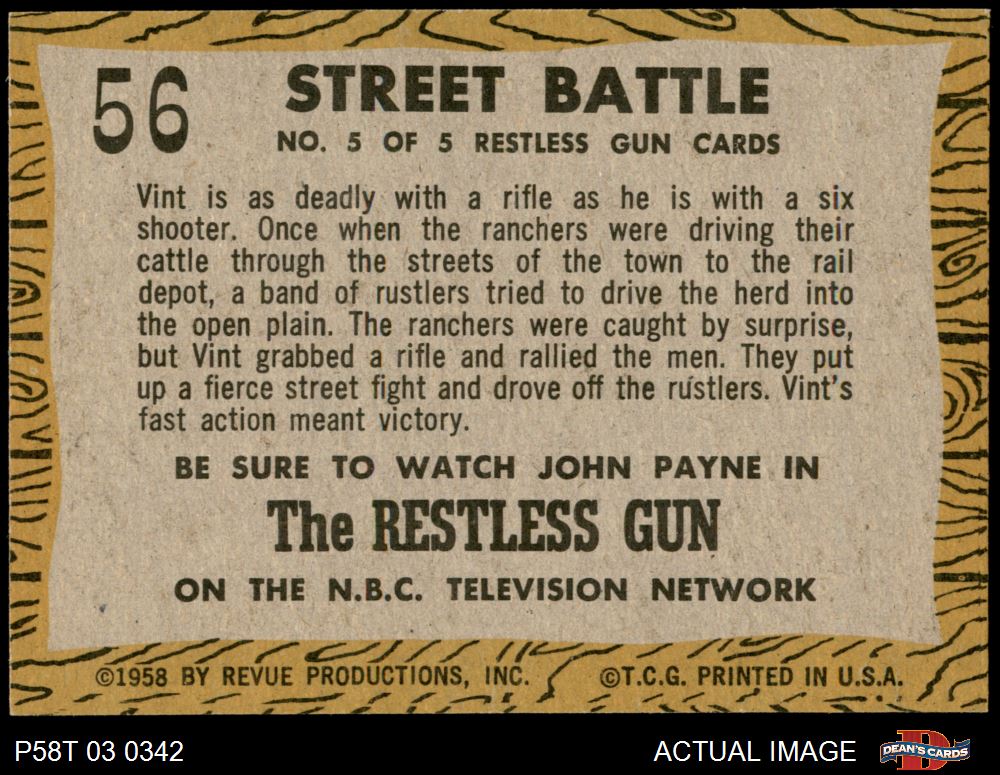 56
STREET BATTLE
NO. 5 OF 5 RESTLESS GUN CARDS
Vint is as deadly with a rifle as he is with a six
shooter. Once when the ranchers were driving their
cattle through the streets of the town to the rail
depot, a band of rustlers tried to drive the herd into
the open plain. The ranchers were caught by surprise,
but Vint grabbed a rifle and rallied the men. They put
up a fierce street fight and drove off the rustlers. Vint's
fast action meant victory.
BE SURE TO WATCH JOHN PAYNE IN
The RESTLESS GUN
ON THE N.B.C. TELEVISION NETWORK
©1958 BY REVUE PRODUCTIONS, INC. ©T.C.G. PRINTED IN U.S.A.
P58T 03 0342 ACTUAL IMAGE D DEAN'S CARDS